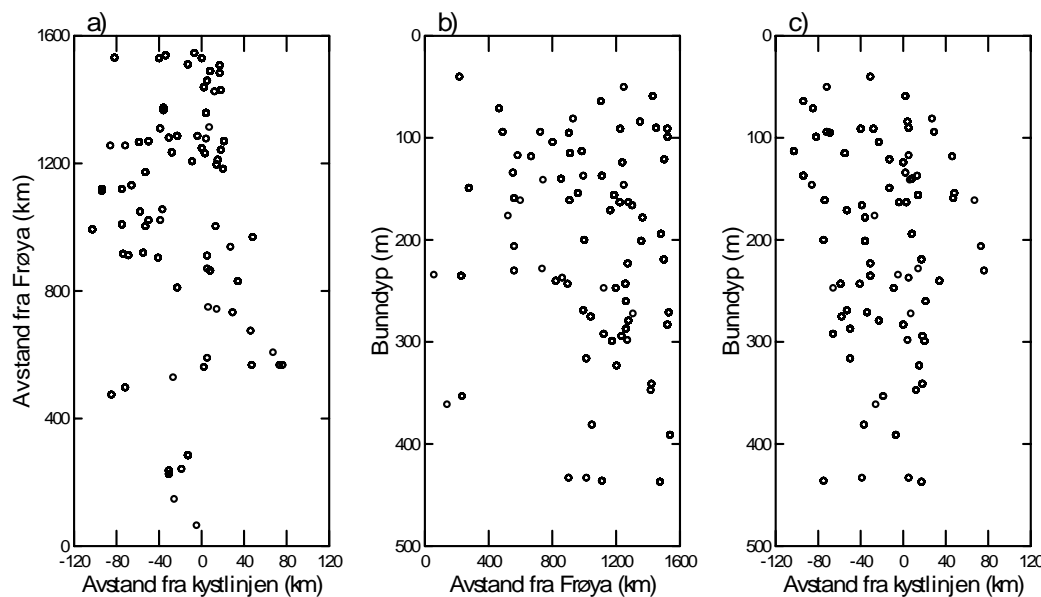 a)
1600
1200
800
400
0
Avstand fra Frøya (km)
-120 -80 -40 0 40 80 120
Avstand fra kystlinjen (km)
b)
0
100
200
300
400
500
Bunndyp (m)
0 400 800 1200 1600
Avstand fra Frøya (km)
c)
0
100
200
300
400
500
Bunndyp (m)
-120 -80 -40 0 40 80 120
Avstand fra kystlinjen (km)